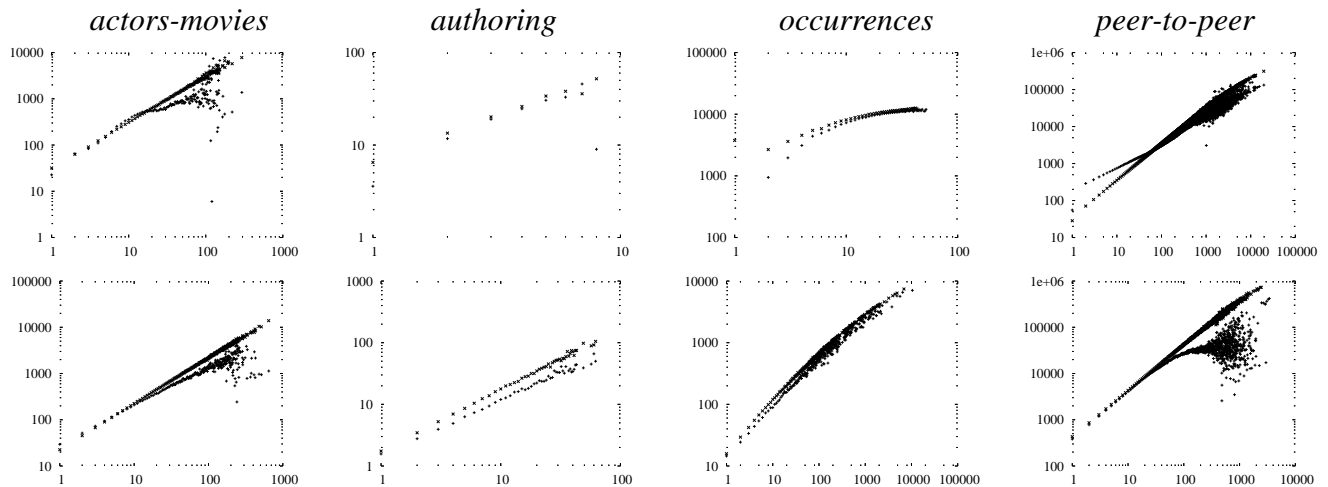 actors-movies authoring occurrences peer-to-peer
10000 100 100000 1e+06
100000
1000 10000 10000
10
100 1000
10 1000 100
1 1 100 10
1 10 100 1000 1 10 1 10 100 1 10 100 1000 10000 100000
100000 1000 10000 1e+06
10000 100000
100 1000
1000 10000
10 100
100 1000
10 1 10 100
1 10 100 1000 1 10 100 1 10 100 1000 10000 100000 1 10 100 1000 10000